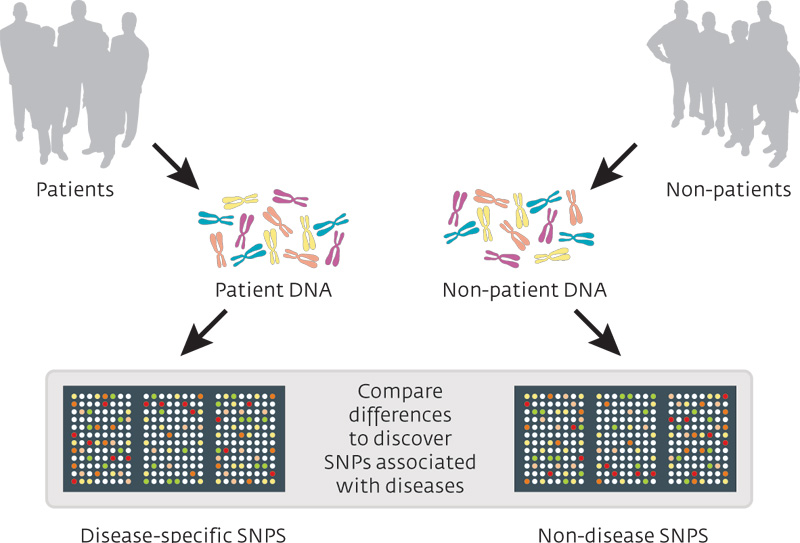 Patients
Non-patients
Patient DNA
Non-patient DNA
Compare
differences
to discover
SNPs associated
with diseases
Disease-specific SNPS
Non-disease SNPS